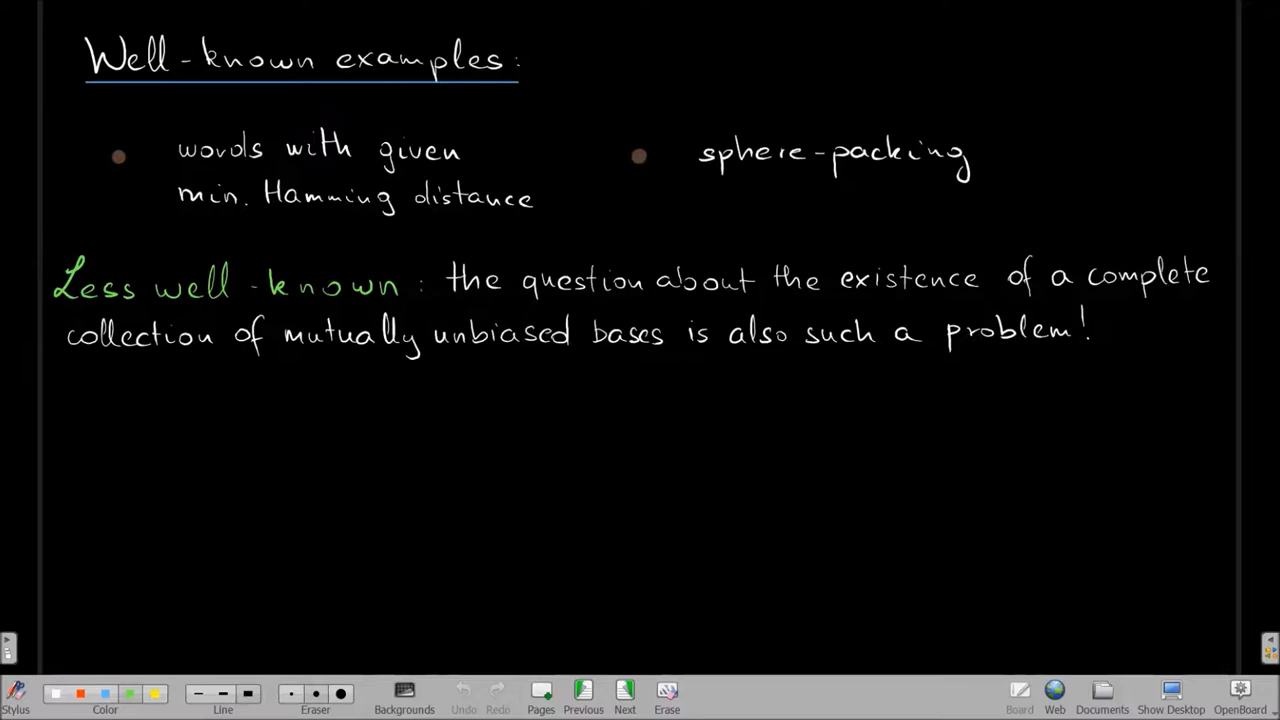 Well-known examples:
• words with given
min. Hamming distance
• sphere-packing
Less well-known: the question about the existence of a complete
collection of mutually unbiased bases is also such a problem!
Stylus
Color
Line
Eraser
Backgrounds
Undo
Redo
Pages
Previous
Next
Erase
Board
Web
Documents
Show Desktop
OpenBoard